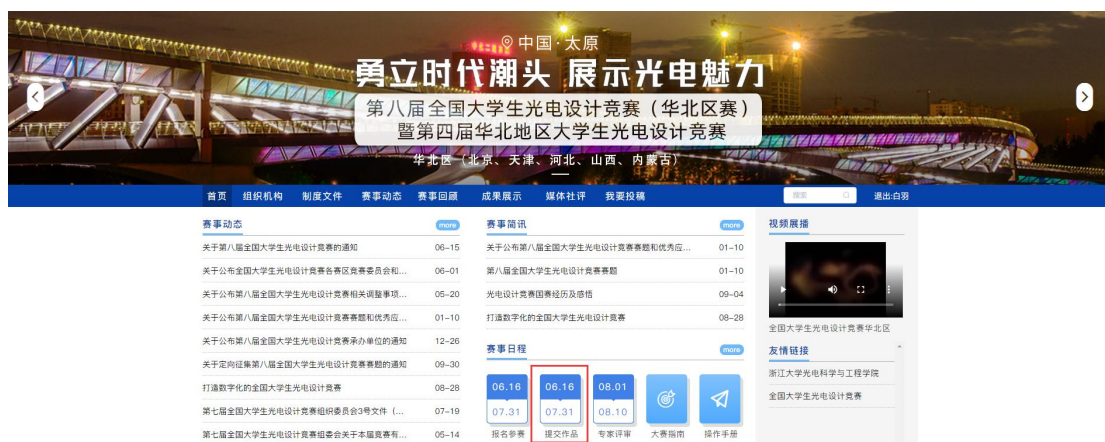 中国·太原
勇立时代潮头 展示光电魅力
第八届全国大学生光电设计竞赛（华北区赛）
暨第四届华北地区大学生光电设计竞赛
华北区（北京、天津、河北、山西、内蒙古）
首页 组织机构 制度文件 赛事动态 赛事回顾 成果展示 媒体社评 我要投稿 搜索 退出:白羽
赛事动态 more
关于第八届全国大学生光电设计竞赛的通知 06-15
关于公布全国大学生光电设计竞赛各赛区竞赛委员会和... 06-01
关于公布第八届全国大学生光电设计竞赛相关调整事项... 05-20
关于公布第八届全国大学生光电设计竞赛赛题和优秀应... 01-10
关于公布第八届全国大学生光电设计竞赛承办单位的通知 12-26
关于定向征集第八届全国大学生光电设计竞赛赛题的通知 09-30
打造数字化的全国大学生光电设计竞赛 08-28
第七届全国大学生光电设计竞赛组织委员会3号文件（... 07-19
第七届全国大学生光电设计竞赛组委会关于本届竞赛有... 05-14
赛事简讯 more
关于公布第八届全国大学生光电设计竞赛赛题和优秀应... 01-10
第八届全国大学生光电设计竞赛赛题 01-10
光电设计竞赛国赛经历及感悟 09-04
打造数字化的全国大学生光电设计竞赛 08-28
赛事日程 more
06.16 06.16 08.01
07.31 07.31 08.10
报名参赛 提交作品 专家评审 大赛指南 操作手册
视频展播
全国大学生光电设计竞赛华北区
友情链接
浙江大学光电科学与工程学院
全国大学生光电设计竞赛